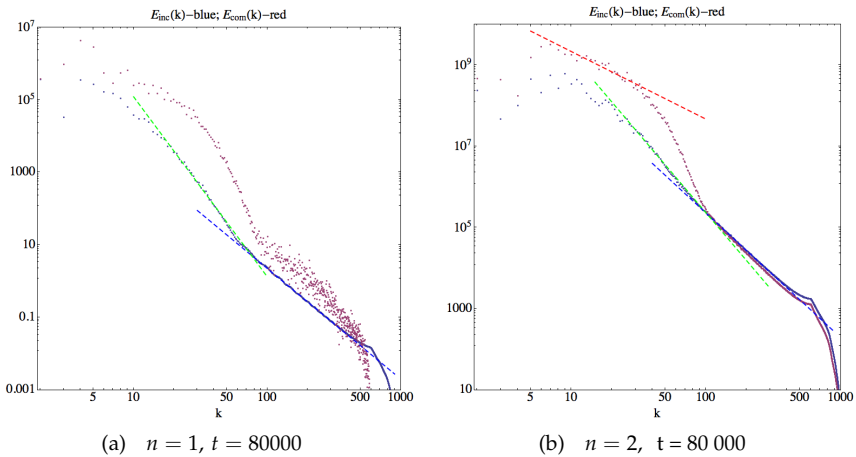 E_inc(k)−blue; E_com(k)−red
10^7
10^5
1000
10
0.1
0.001
5 10 50 100 500 1000
k
(a) n = 1, t = 80000
E_inc(k)−blue; E_com(k)−red
10^9
10^7
10^5
1000
10
5 10 50 100 500 1000
k
(b) n = 2, t = 80 000